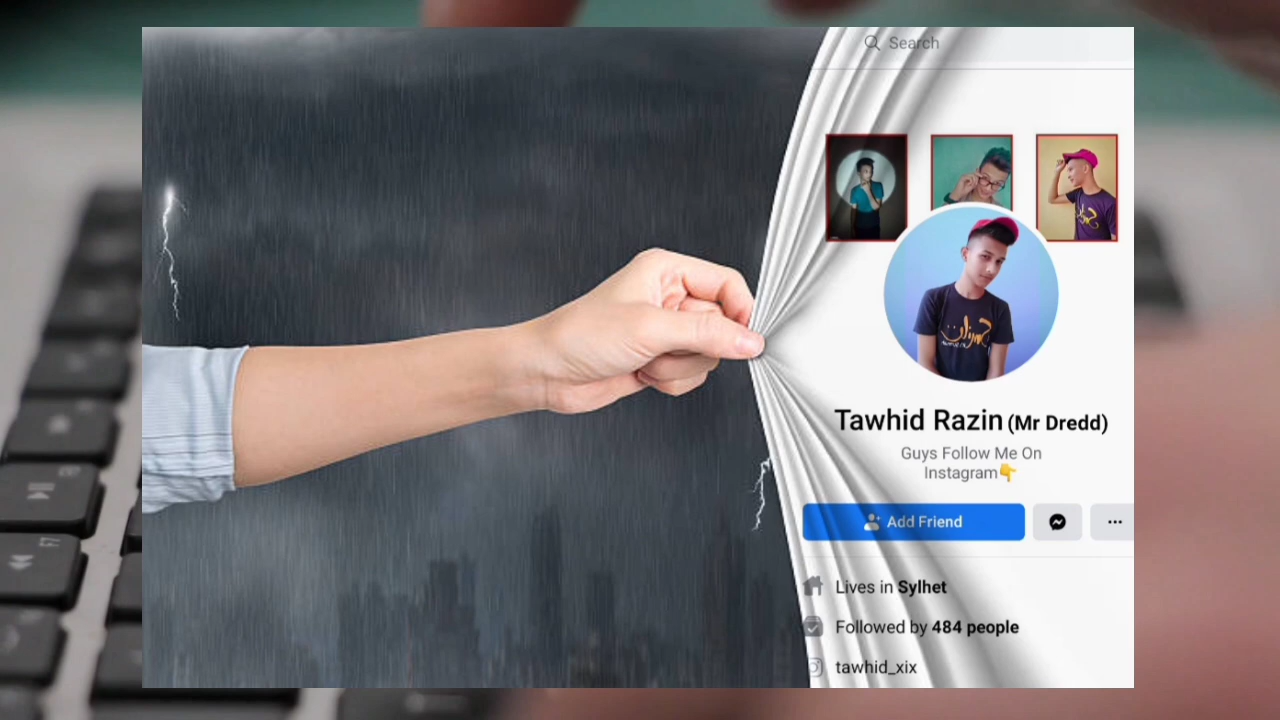 Search
Tawhid Razin (Mr Dredd)
Guys Follow Me On
Instagram👇
Add Friend
Lives in Sylhet
Followed by 484 people
tawhid_xix
F7